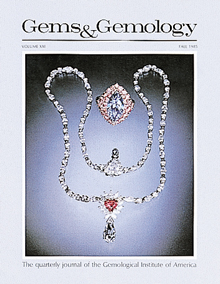 Gems&Gemology
VOLUME XXI
FALL 1985
The quarterly journal of the Gemological Institute of America